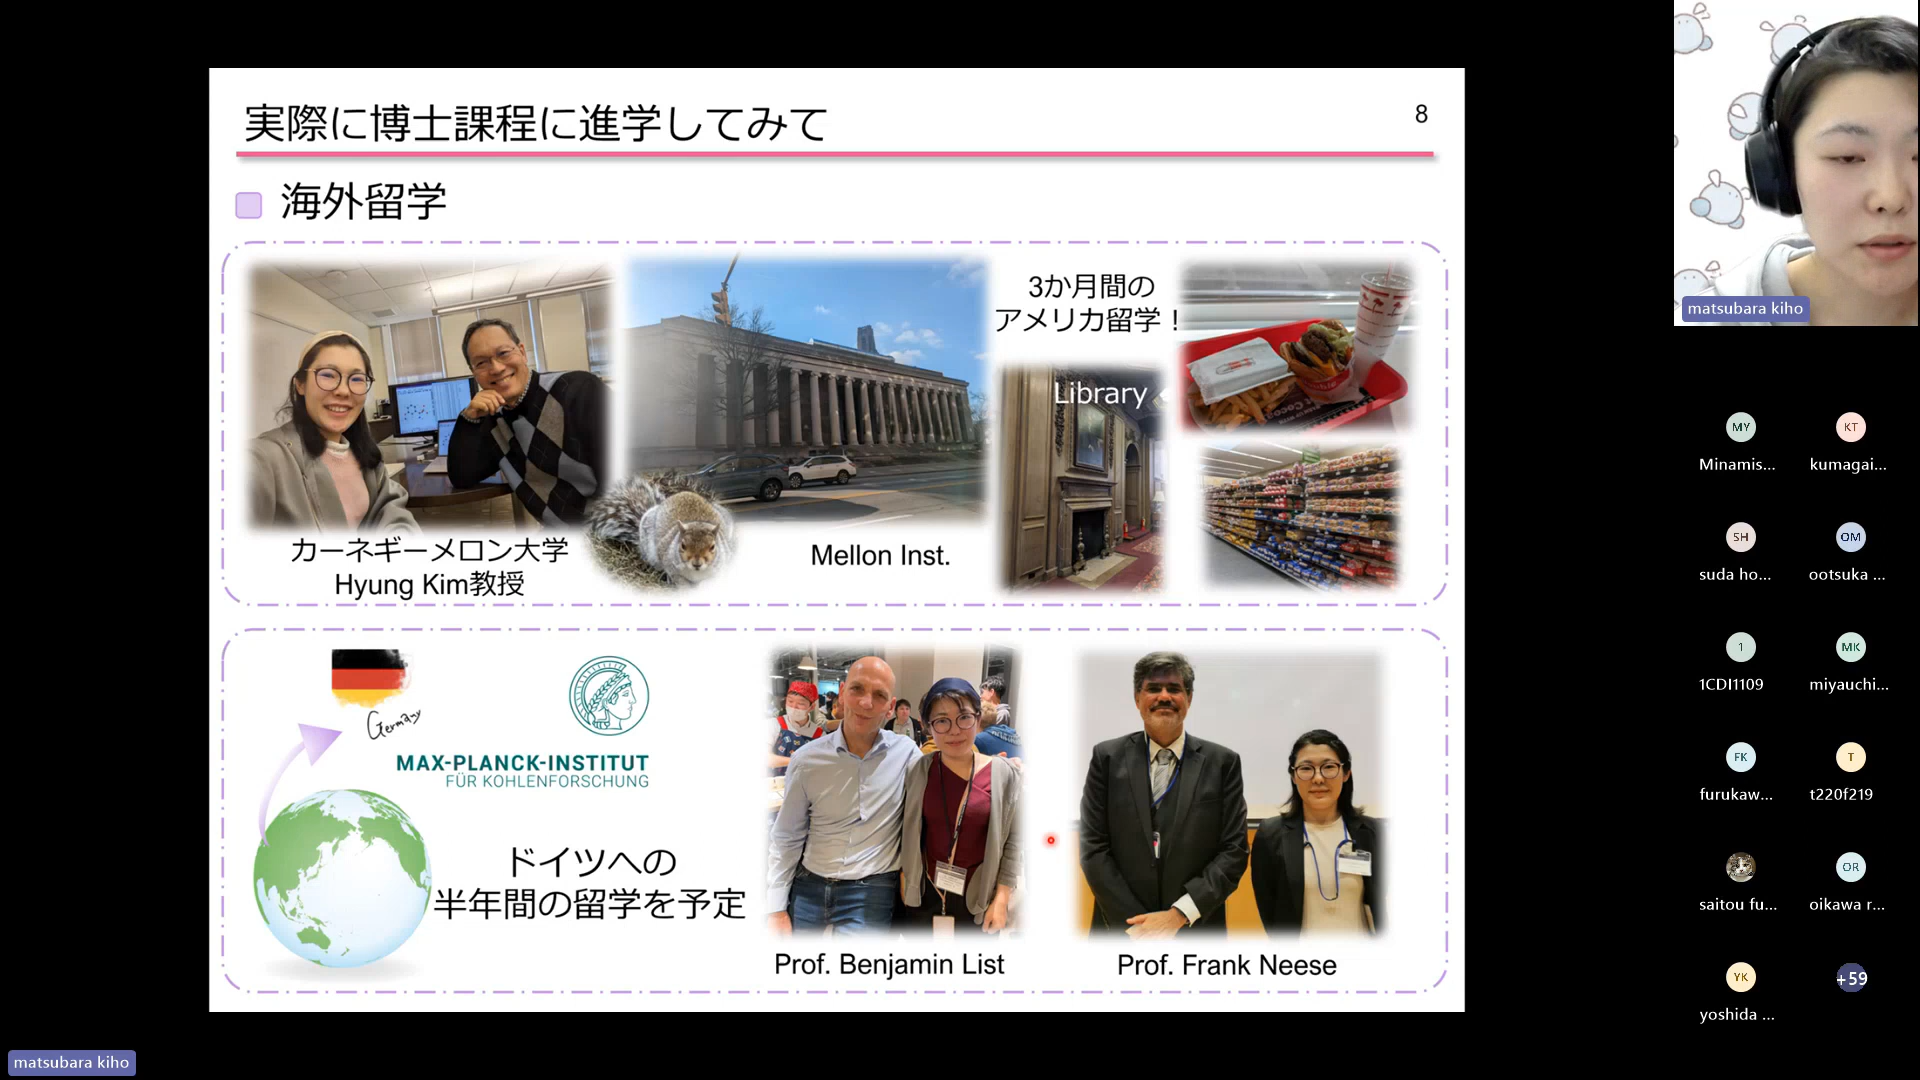 実際に博士課程に進学してみて
8
海外留学
3か月間の
アメリカ留学！
Library
カーネギーメロン大学
Hyung Kim教授
Mellon Inst.
Germany
MAX-PLANCK-INSTITUT
FÜR KOHLENFORSCHUNG
ドイツへの
半年間の留学を予定
Prof. Benjamin List
Prof. Frank Neese
matsubara kiho
MY
KT
Minamis...
kumagai...
SH
OM
suda ho...
ootsuka ...
1
MK
1CDI1109
miyauchi...
FK
T
furukaw...
t220f219
OR
saitou fu...
oikawa r...
YK
+59
yoshida ...
matsubara kiho